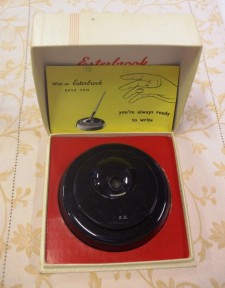 Esterbrook
With an Esterbrook
DESK PEN
you're always ready
to write